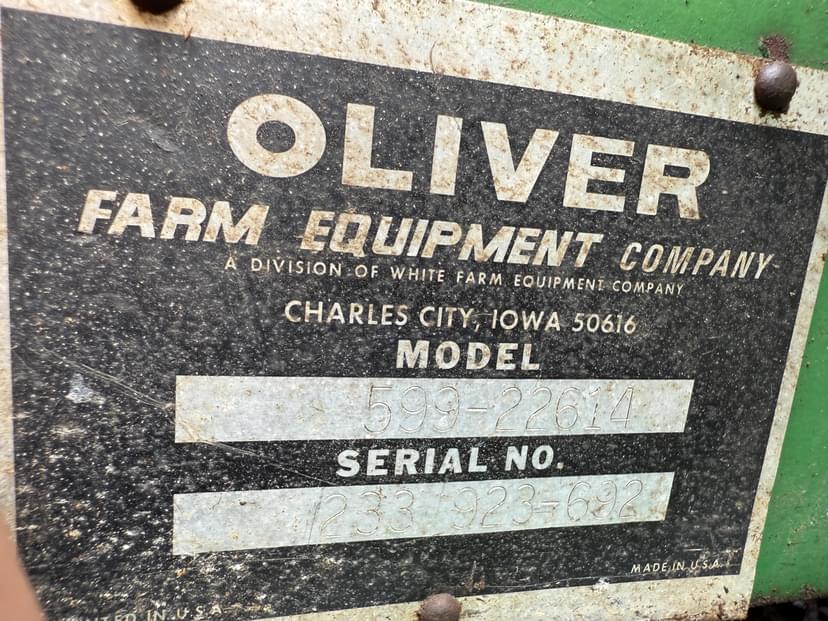 OLIVER
FARM EQUIPMENT COMPANY
A DIVISION OF WHITE FARM EQUIPMENT COMPANY
CHARLES CITY, IOWA 50616
MODEL
599-22614
SERIAL NO.
233 923-692
MADE IN U.S.A.
IN U.S.A.